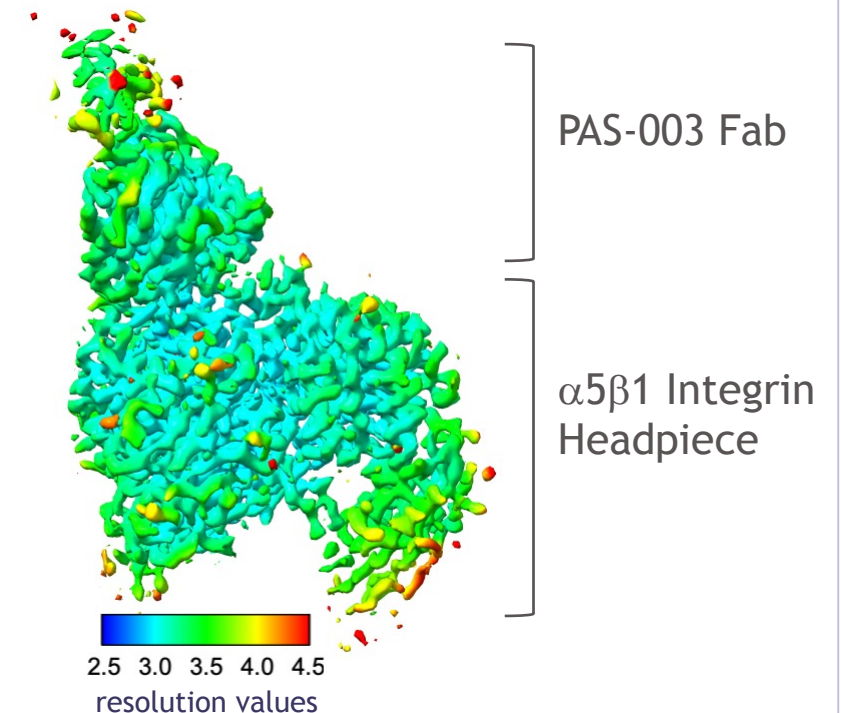 PAS-003 Fab
α5β1 Integrin
Headpiece
2.5 3.0 3.5 4.0 4.5
resolution values